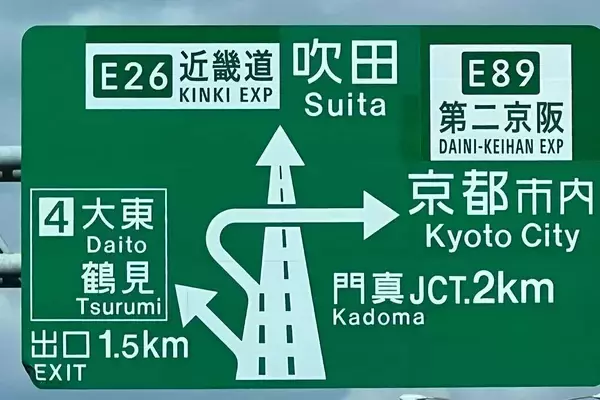 E26 近畿道
KINKI EXP
吹田
Suita
E89
第二京阪
DAINI-KEIHAN EXP
京都市内
Kyoto City
4 大東
Daito
鶴見
Tsurumi
出口 1.5km
EXIT
門真JCT.2km
Kadoma